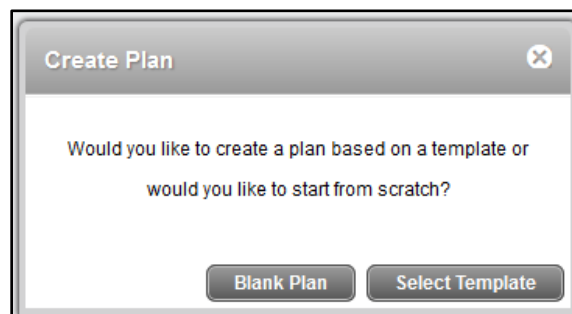 Create Plan
Would you like to create a plan based on a template or
would you like to start from scratch?
Blank Plan Select Template